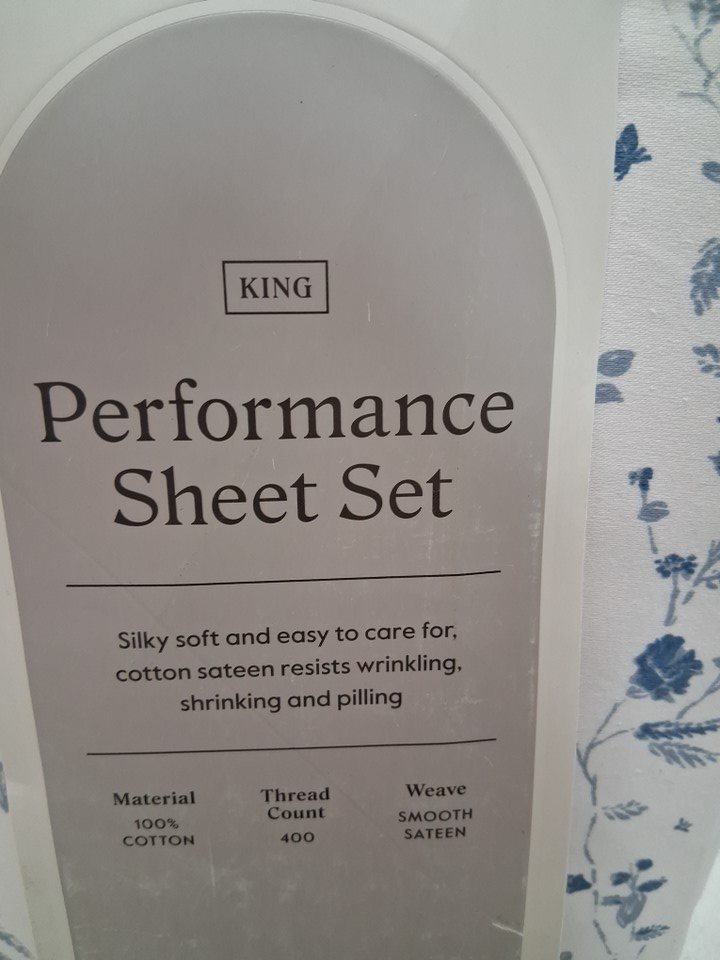 KING
Performance
Sheet Set
Silky soft and easy to care for,
cotton sateen resists wrinkling,
shrinking and pilling
Material
100%
COTTON
Thread
Count
400
Weave
SMOOTH
SATEEN